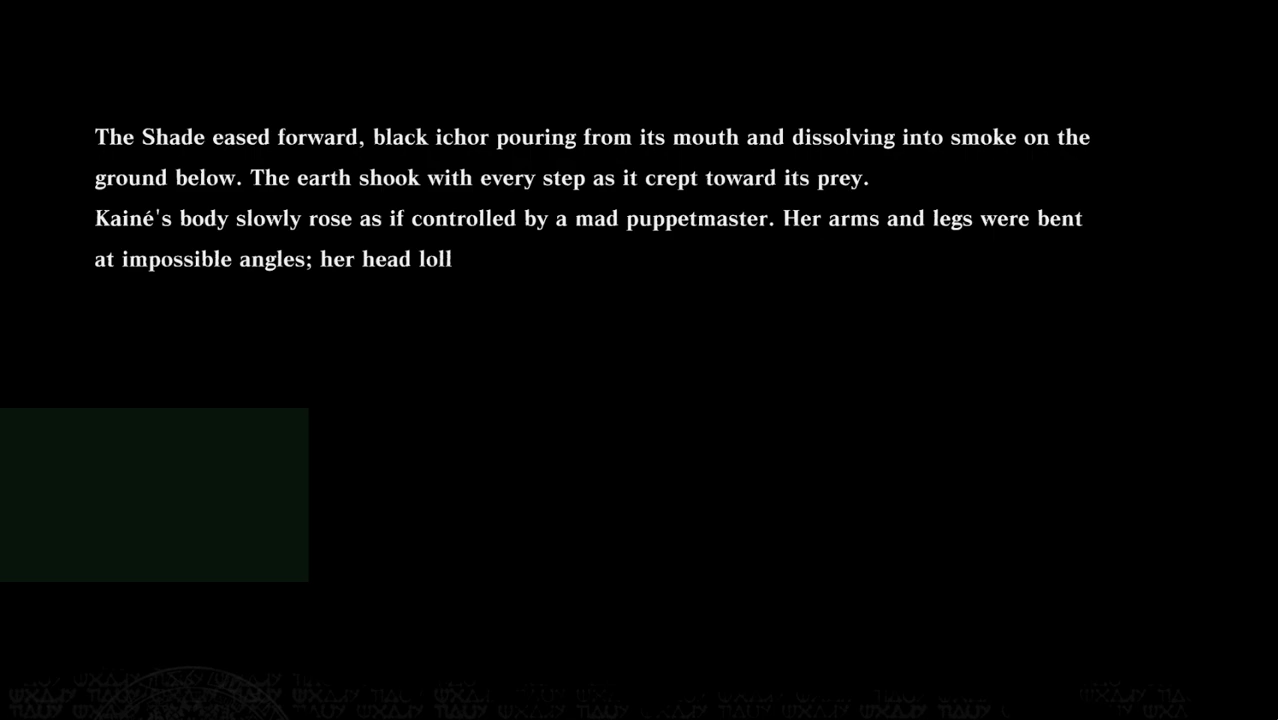 The Shade eased forward, black ichor pouring from its mouth and dissolving into smoke on the
ground below. The earth shook with every step as it crept toward its prey.
Kainé's body slowly rose as if controlled by a mad puppetmaster. Her arms and legs were bent
at impossible angles; her head loll